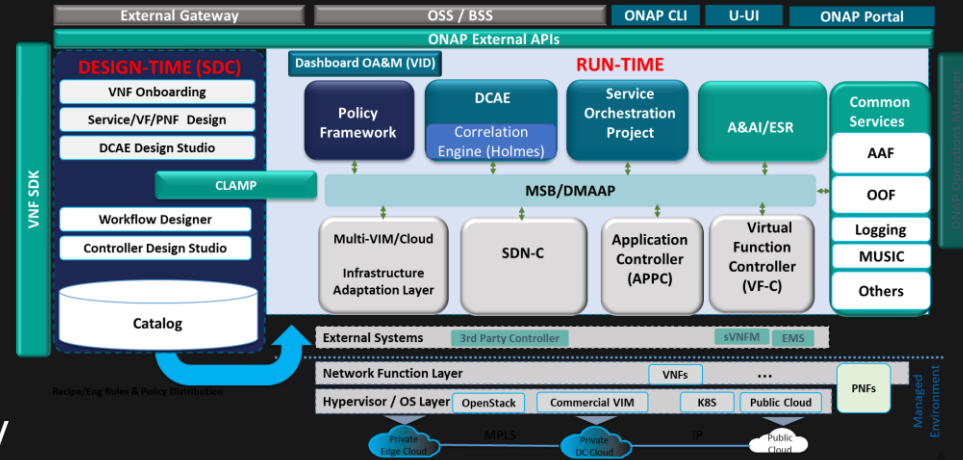 External Gateway
OSS / BSS
ONAP CLI
U-UI
ONAP Portal
ONAP External APIs
VNF SDK
DESIGN-TIME (SDC)
VNF Onboarding
Service/VF/PNF Design
DCAE Design Studio
CLAMP
Workflow Designer
Controller Design Studio
Catalog
Recipe/Eng Rules & Policy Distribution
Dashboard OA&M (VID)
RUN-TIME
Policy
Framework
DCAE
Correlation
Engine (Holmes)
Service
Orchestration
Project
A&AI/ESR
MSB/DMAAP
Multi-VIM/Cloud
Infrastructure
Adaptation Layer
SDN-C
Application
Controller
(APPC)
Virtual
Function
Controller
(VF-C)
Common
Services
AAF
OOF
Logging
MUSIC
Others
ONAP Operations Manager
External Systems
3rd Party Controller
sVNFM
EMS
Network Function Layer
VNFs
...
Hypervisor / OS Layer
OpenStack
Commercial VIM
K8S
Public Cloud
PNFs
Managed
Environment
Private
Edge Cloud
MPLS
Private
DC Cloud
IP
Public
Cloud